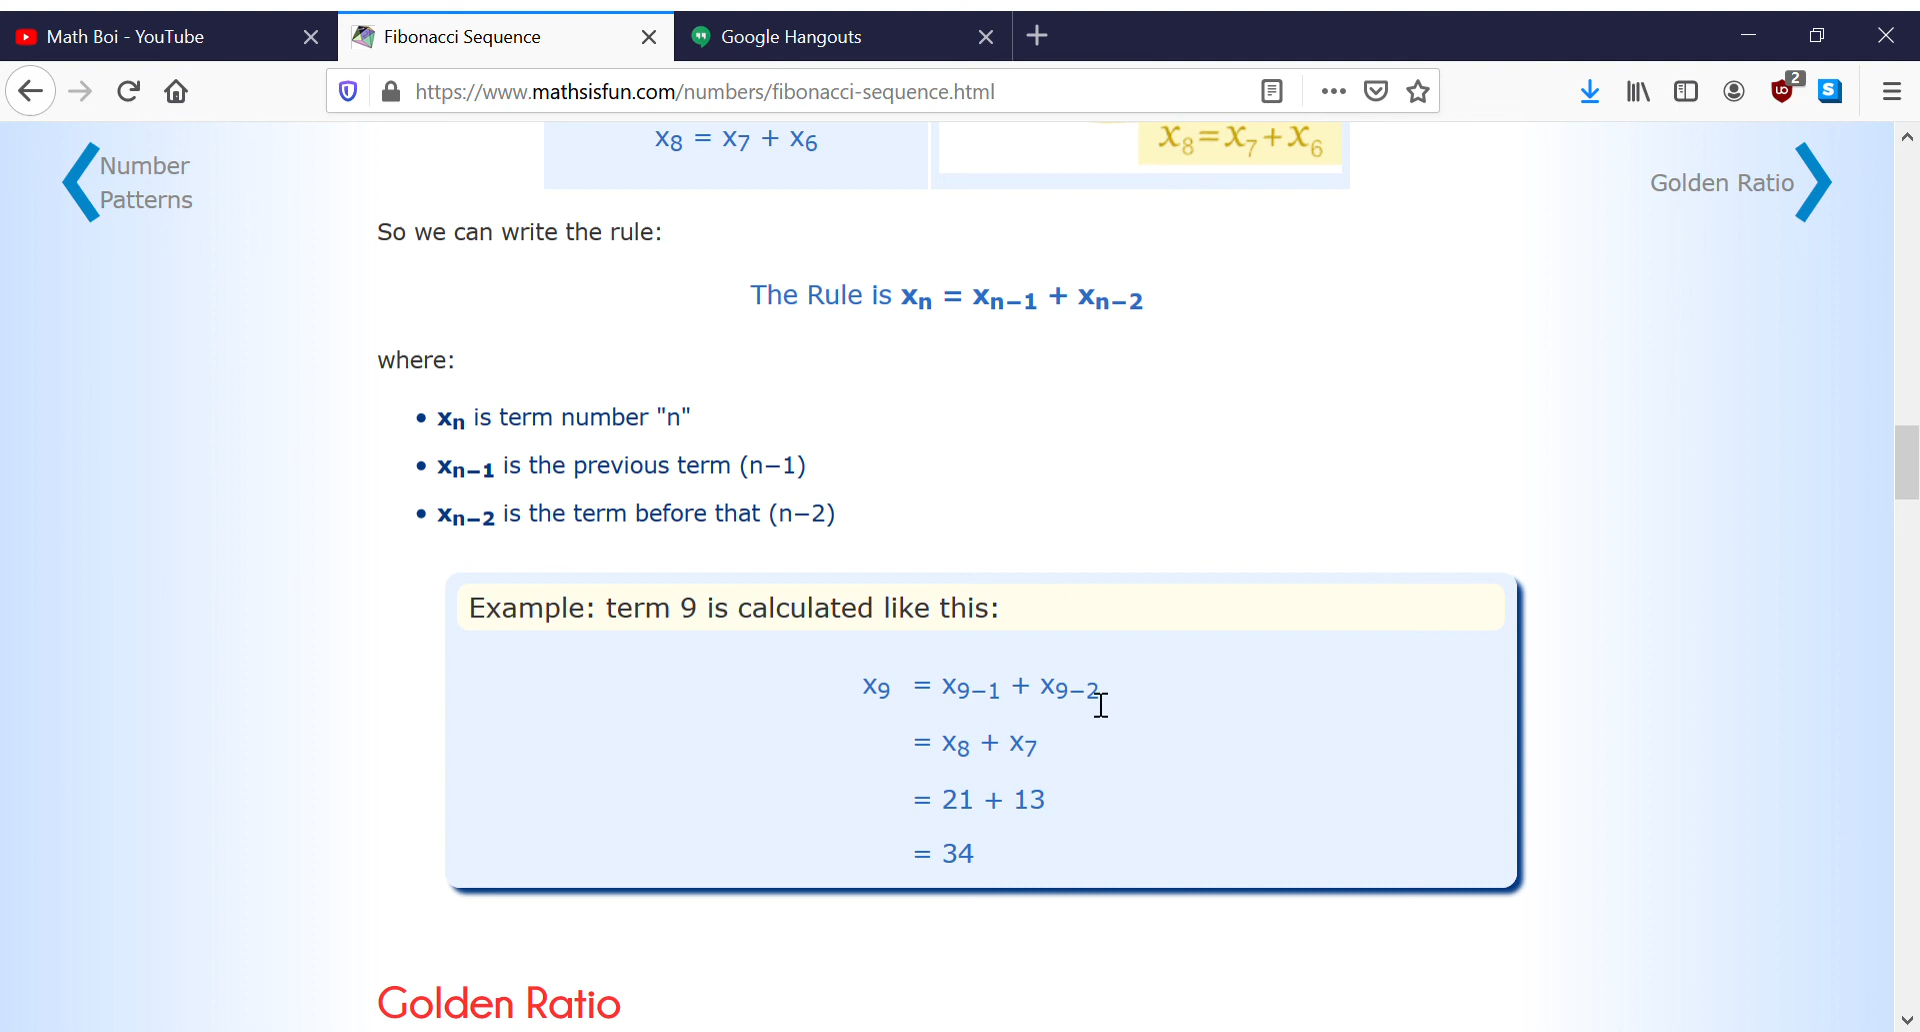 Math Boi - YouTube
Fibonacci Sequence
Google Hangouts
https://www.mathsisfun.com/numbers/fibonacci-sequence.html
2
S
x8 = x7 + x6
x8=x7+x6
Number
Patterns
Golden Ratio
So we can write the rule:
The Rule is xn = xn−1 + xn−2
where:
• xn is term number "n"
• xn−1 is the previous term (n−1)
• xn−2 is the term before that (n−2)
Example: term 9 is calculated like this:
x9 = x9−1 + x9−2
= x8 + x7
= 21 + 13
= 34
Golden Ratio